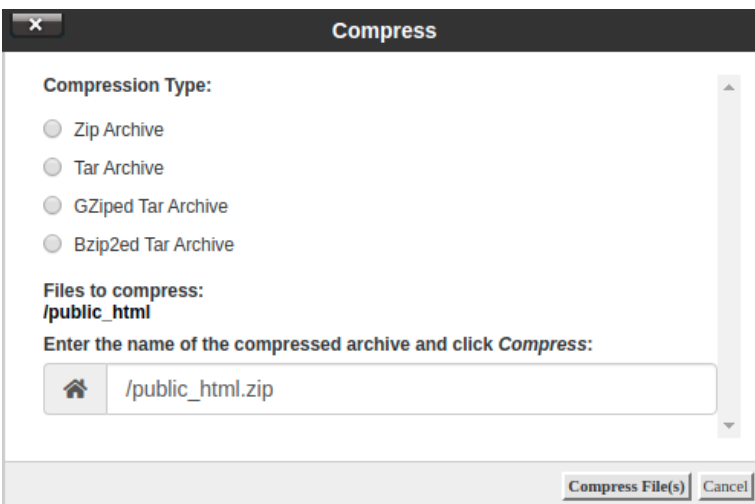 Compress
Compression Type:
Zip Archive
Tar Archive
GZiped Tar Archive
Bzip2ed Tar Archive
Files to compress:
/public_html
Enter the name of the compressed archive and click Compress:
/public_html.zip
Compress File(s) Cancel